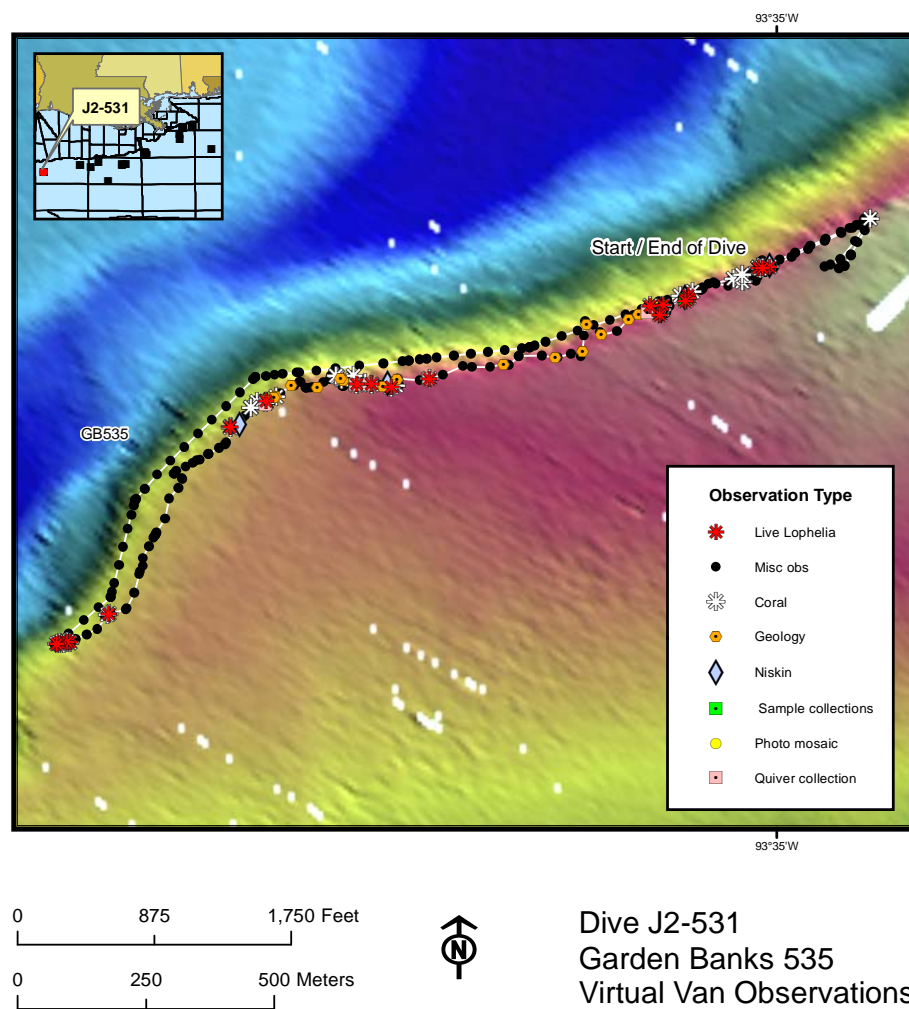 93°35'W
J2-531
Start / End of Dive
GB535
Observation Type
Live Lophelia
Misc obs
Coral
Geology
Niskin
Sample collections
Photo mosaic
Quiver collection
93°35'W
0 875 1,750 Feet
0 250 500 Meters
N
Dive J2-531
Garden Banks 535
Virtual Van Observations